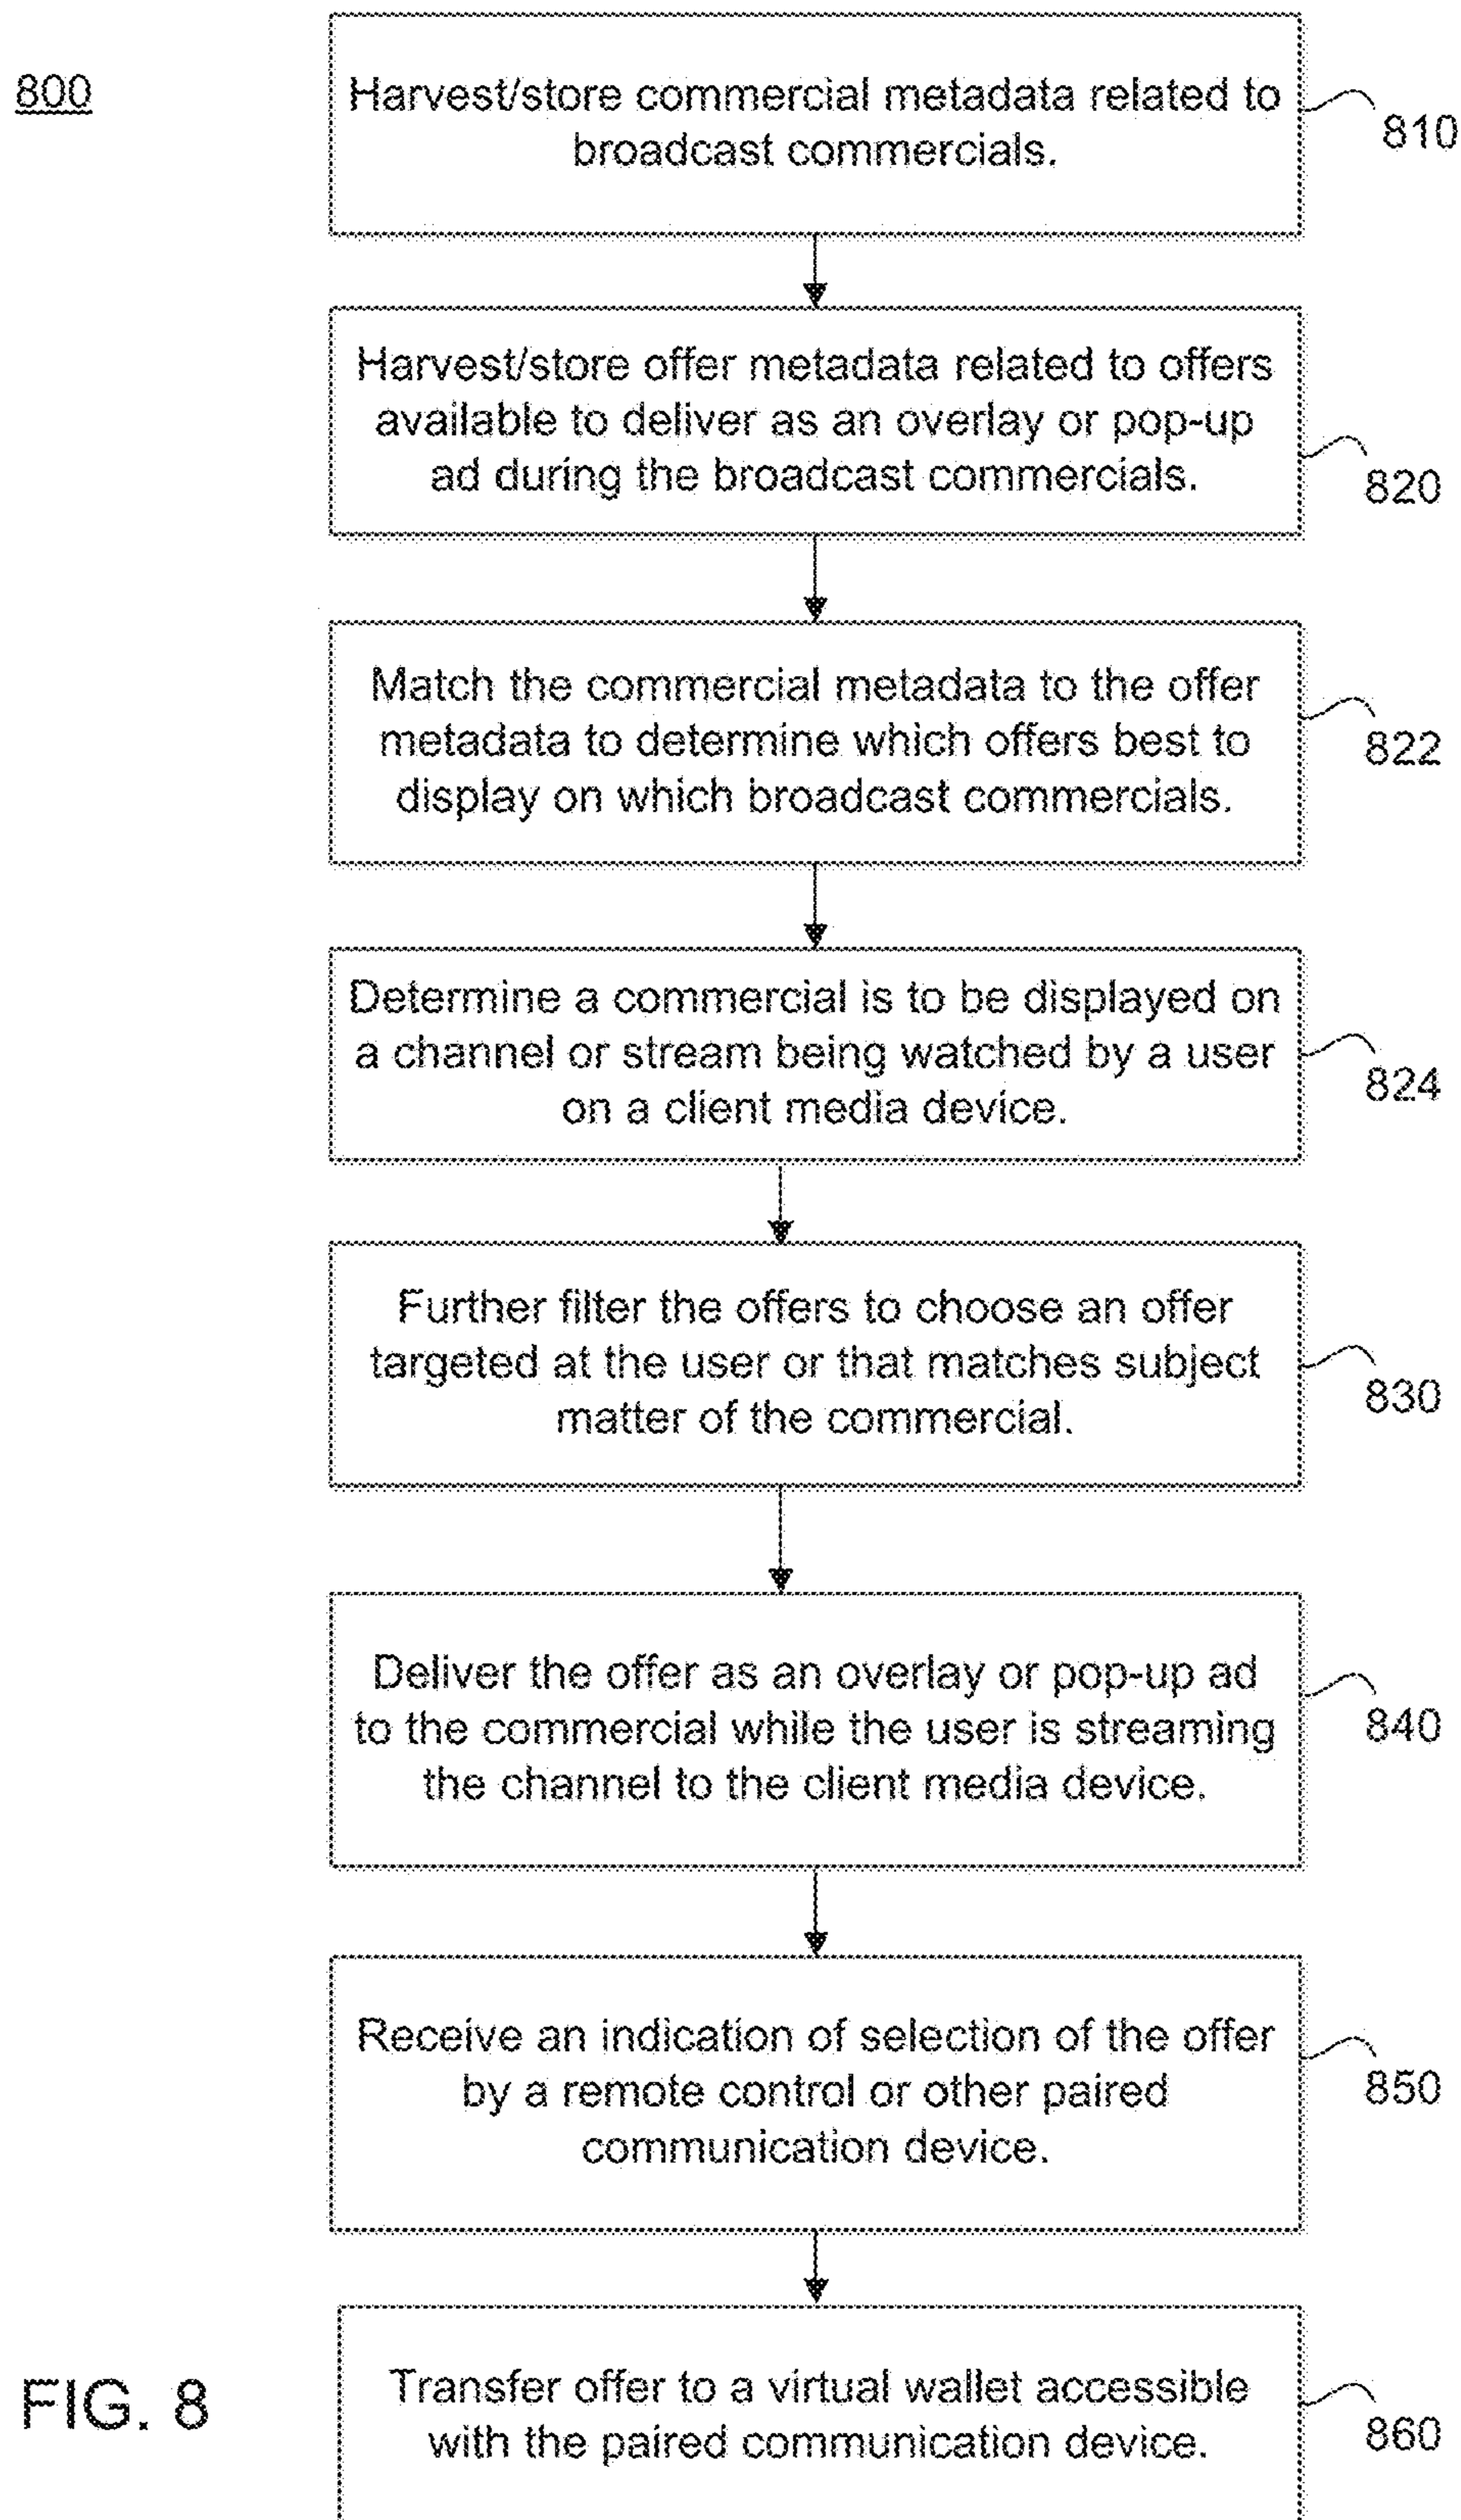 800
Harvest/store commercial metadata related to
broadcast commercials.
810
Harvest/store offer metadata related to offers
available to deliver as an overlay or pop-up
ad during the broadcast commercials.
820
Match the commercial metadata to the offer
metadata to determine which offers best to
display on which broadcast commercials.
822
Determine a commercial is to be displayed on
a channel or stream being watched by a user
on a client media device.
824
Further filter the offers to choose an offer
targeted at the user or that matches subject
matter of the commercial.
830
Deliver the offer as an overlay or pop-up ad
to the commercial while the user is streaming
the channel to the client media device.
840
Receive an indication of selection of the offer
by a remote control or other paired
communication device.
850
Transfer offer to a virtual wallet accessible
with the paired communication device.
860
FIG. 8